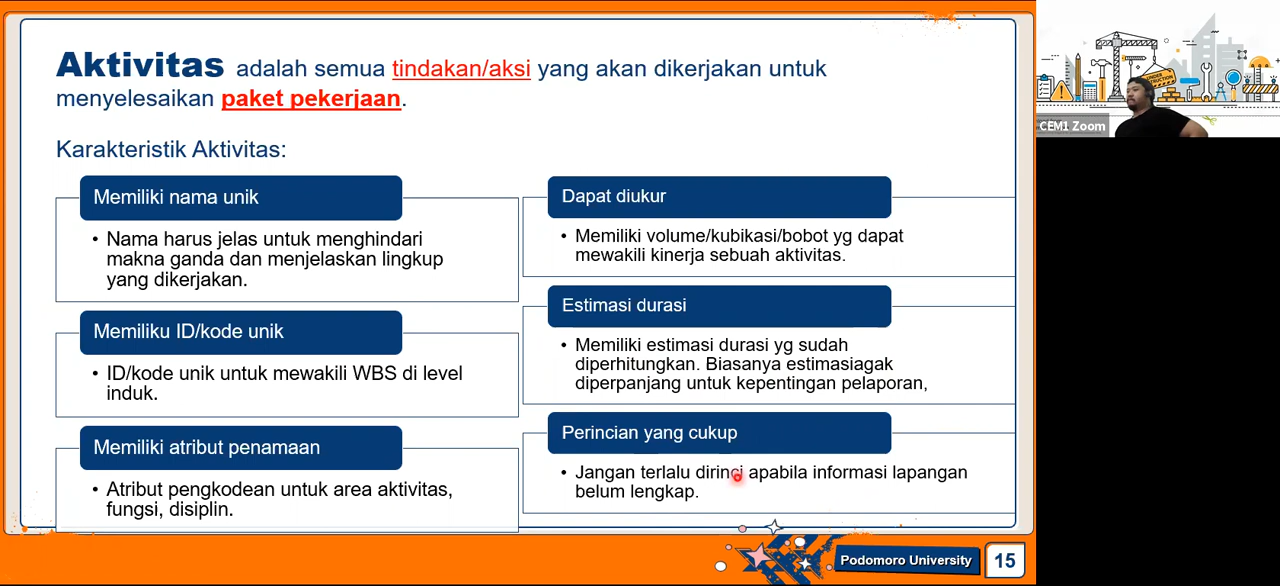 Aktivitas adalah semua tindakan/aksi yang akan dikerjakan untuk
menyelesaikan paket pekerjaan.
Karakteristik Aktivitas:
Memiliki nama unik
• Nama harus jelas untuk menghindari
makna ganda dan menjelaskan lingkup
yang dikerjakan.
Memiliku ID/kode unik
• ID/kode unik untuk mewakili WBS di level
induk.
Memiliki atribut penamaan
• Atribut pengkodean untuk area aktivitas,
fungsi, disiplin.
Dapat diukur
• Memiliki volume/kubikasi/bobot yg dapat
mewakili kinerja sebuah aktivitas.
Estimasi durasi
• Memiliki estimasi durasi yg sudah
diperhitungkan. Biasanya estimasiagak
diperpanjang untuk kepentingan pelaporan,
Perincian yang cukup
• Jangan terlalu dirinci apabila informasi lapangan
belum lengkap.
Podomoro University
15
UNDER
CONSTRUCTION
CEM1 Zoom